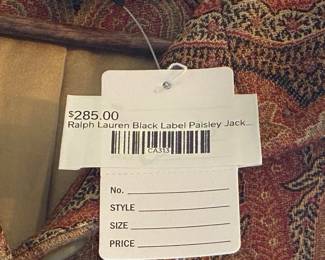 $285.00
Ralph Lauren Black Label Paisley Jack...
CA313
No.
STYLE
SIZE
PRICE